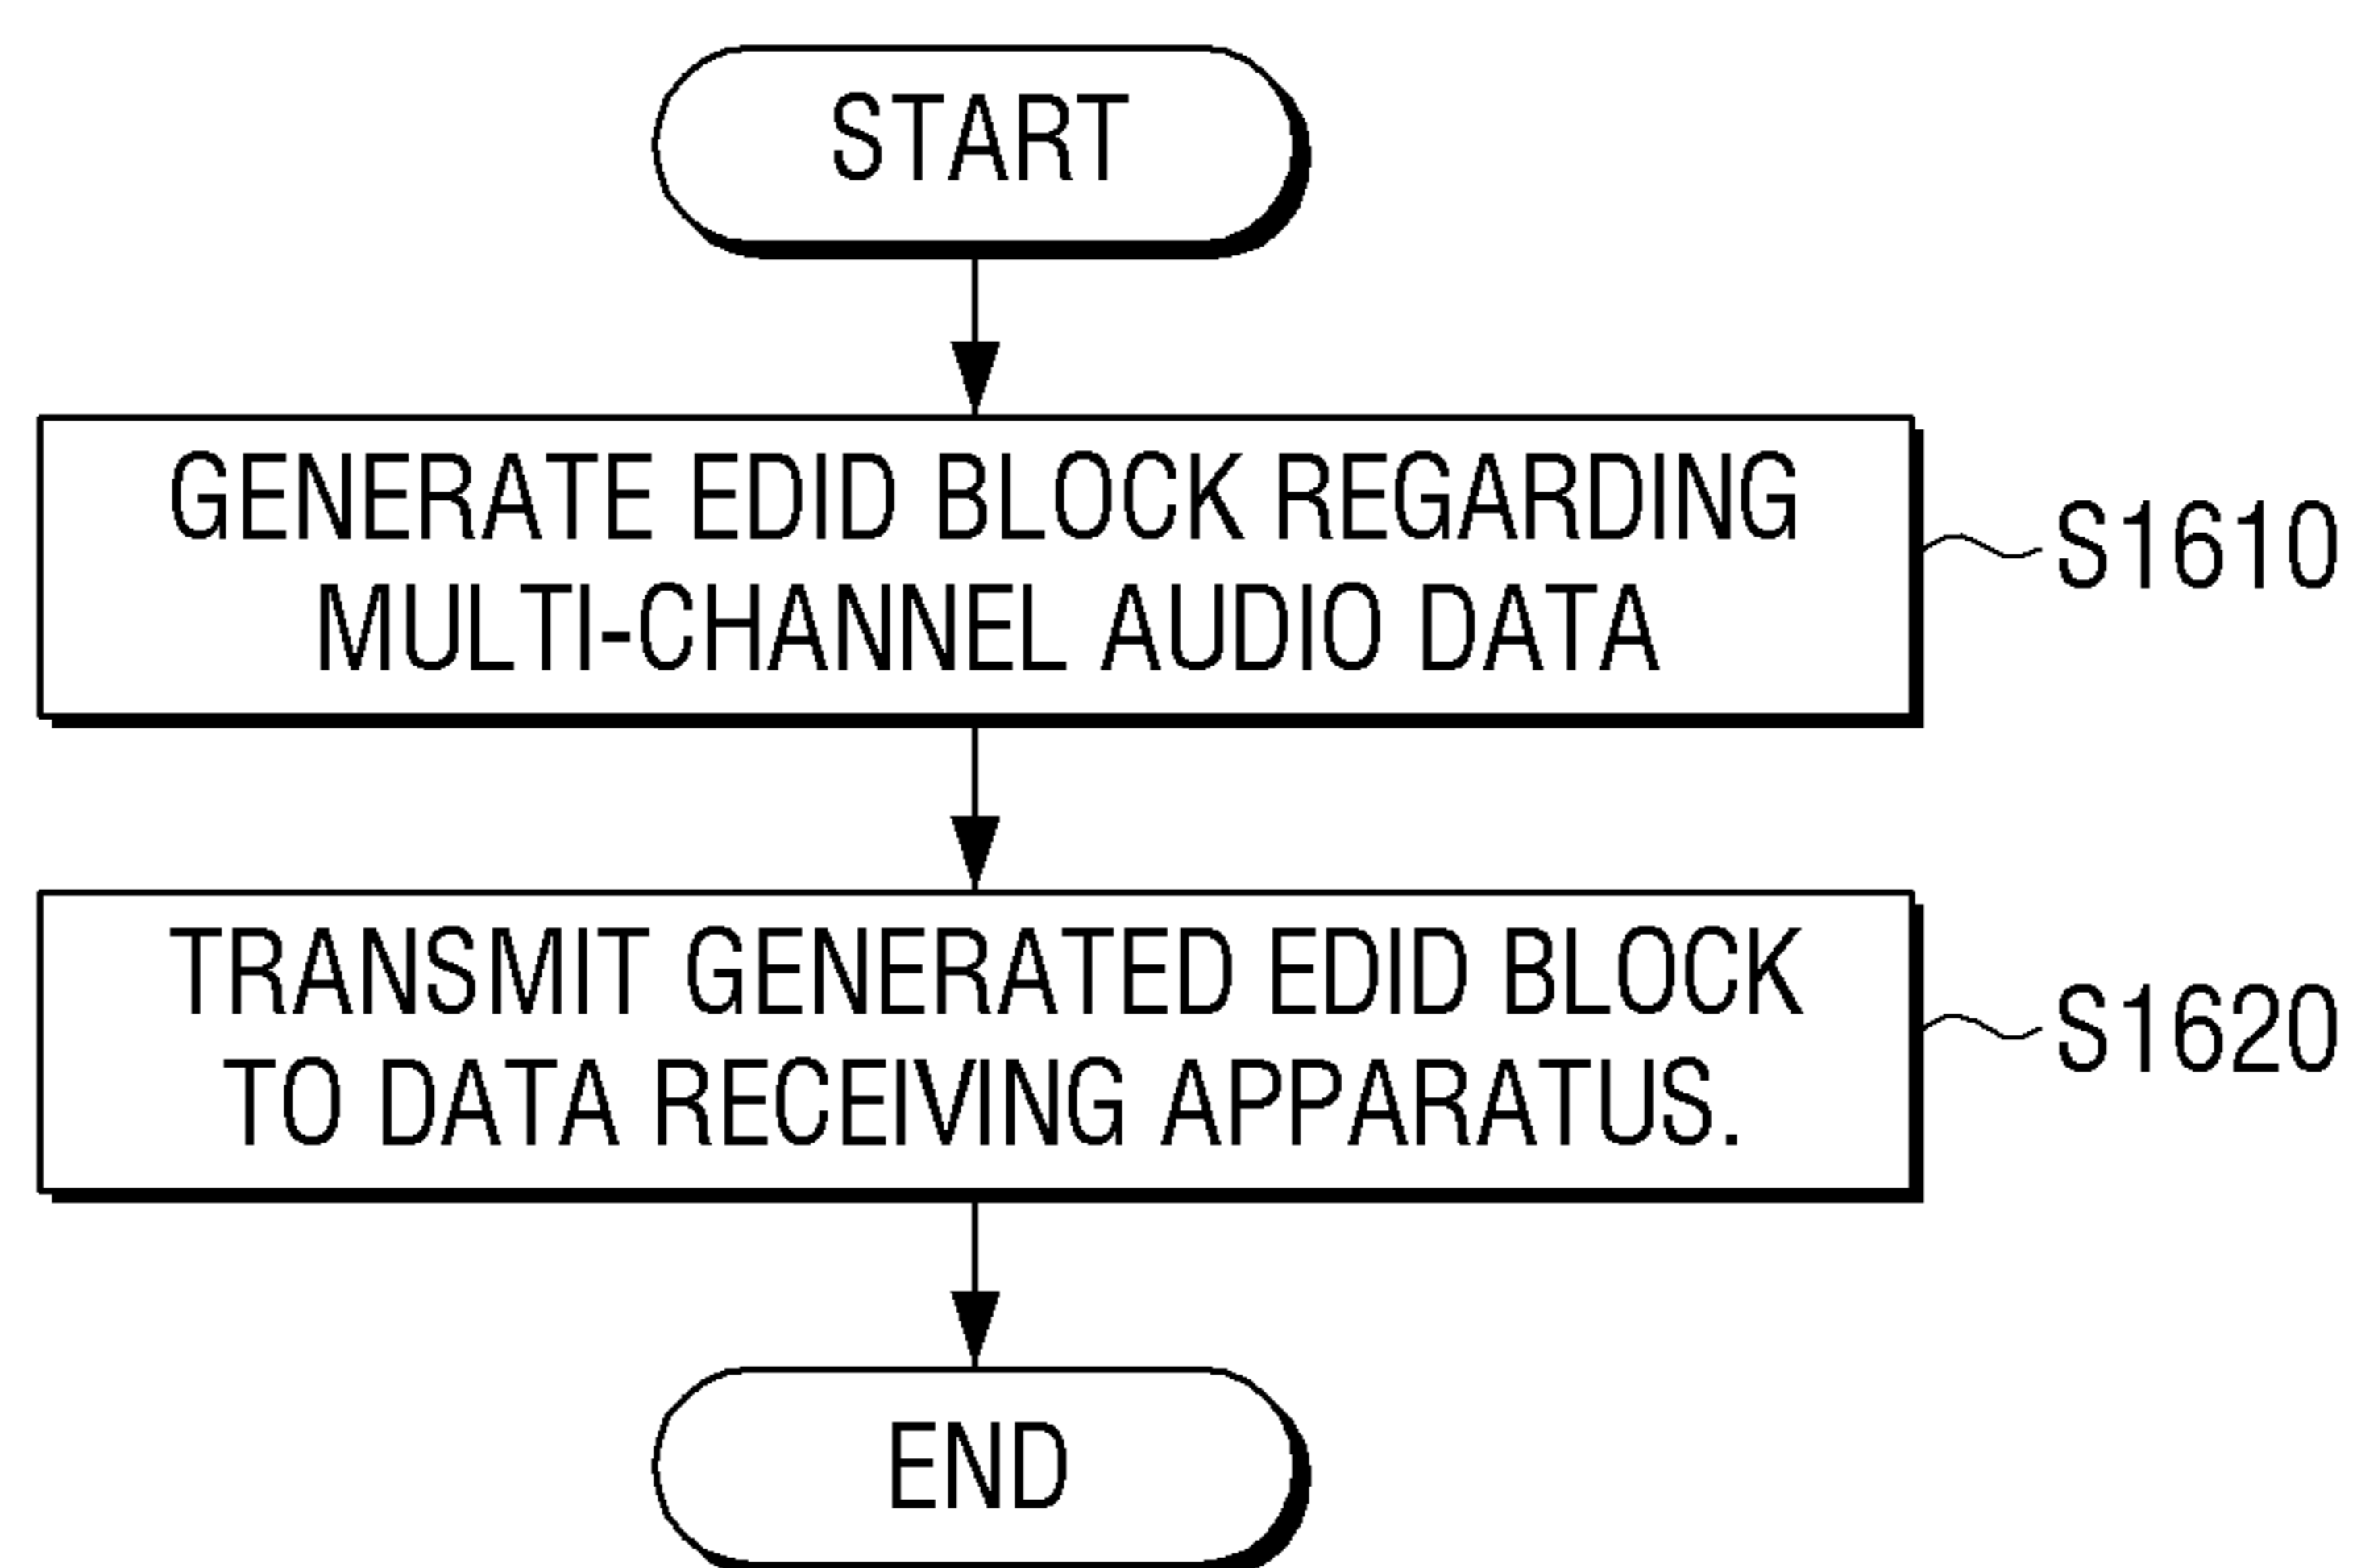 START
GENERATE EDID BLOCK REGARDING
MULTI-CHANNEL AUDIO DATA
S1610
TRANSMIT GENERATED EDID BLOCK
TO DATA RECEIVING APPARATUS.
S1620
END